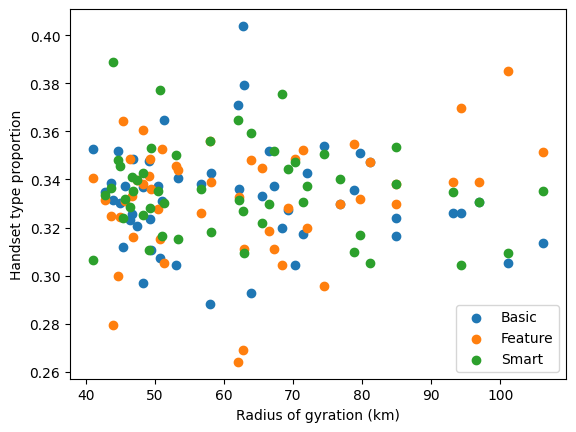 0.40
0.38
0.36
0.34
0.32
0.30
0.28
0.26
Handset type proportion
40 50 60 70 80 90 100
Radius of gyration (km)
Basic
Feature
Smart